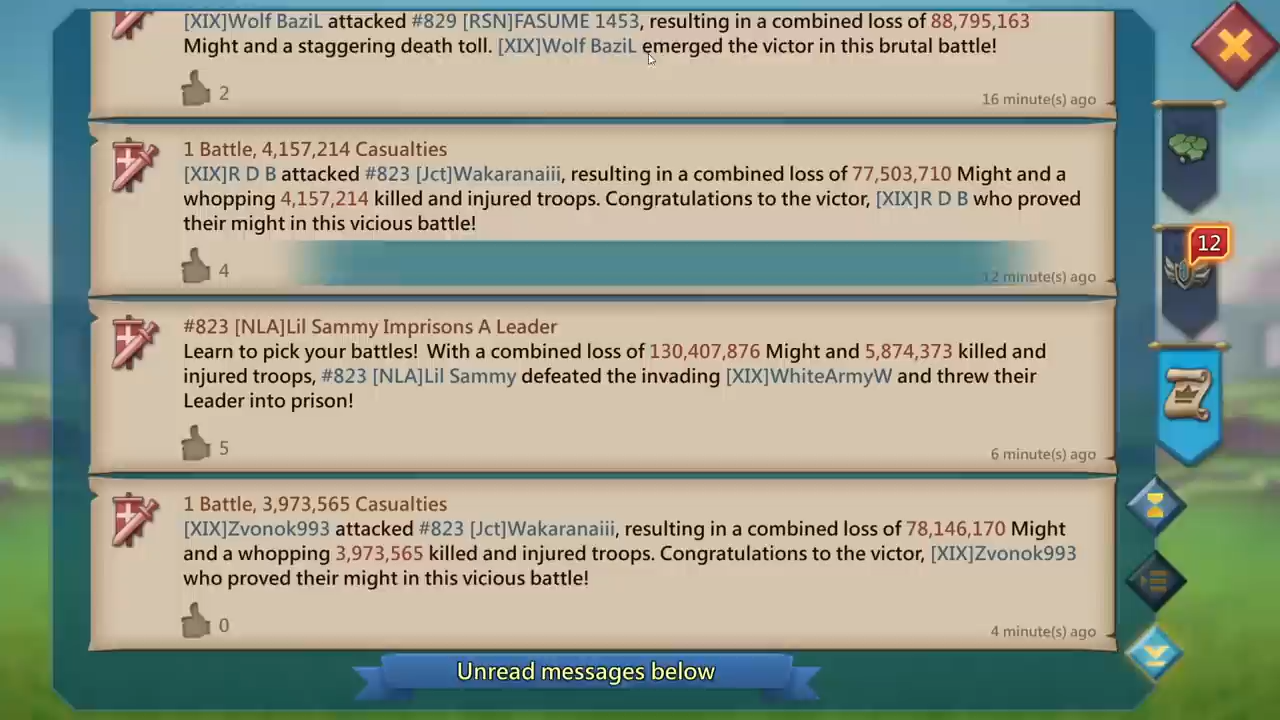 [XIX]Wolf BaziL attacked #829 [RSN]FASUME 1453, resulting in a combined loss of 88,795,163
Might and a staggering death toll. [XIX]Wolf BaziL emerged the victor in this brutal battle!
2
16 minute(s) ago
1 Battle, 4,157,214 Casualties
[XIX]R D B attacked #823 [Jct]Wakaranaiii, resulting in a combined loss of 77,503,710 Might and a
whopping 4,157,214 killed and injured troops. Congratulations to the victor, [XIX]R D B who proved
their might in this vicious battle!
4
12 minute(s) ago
12
#823 [NLA]Lil Sammy Imprisons A Leader
Learn to pick your battles! With a combined loss of 130,407,876 Might and 5,874,373 killed and
injured troops, #823 [NLA]Lil Sammy defeated the invading [XIX]WhiteArmyW and threw their
Leader into prison!
5
6 minute(s) ago
1 Battle, 3,973,565 Casualties
[XIX]Zvonok993 attacked #823 [Jct]Wakaranaiii, resulting in a combined loss of 78,146,170 Might
and a whopping 3,973,565 killed and injured troops. Congratulations to the victor, [XIX]Zvonok993
who proved their might in this vicious battle!
0
4 minute(s) ago
Unread messages below